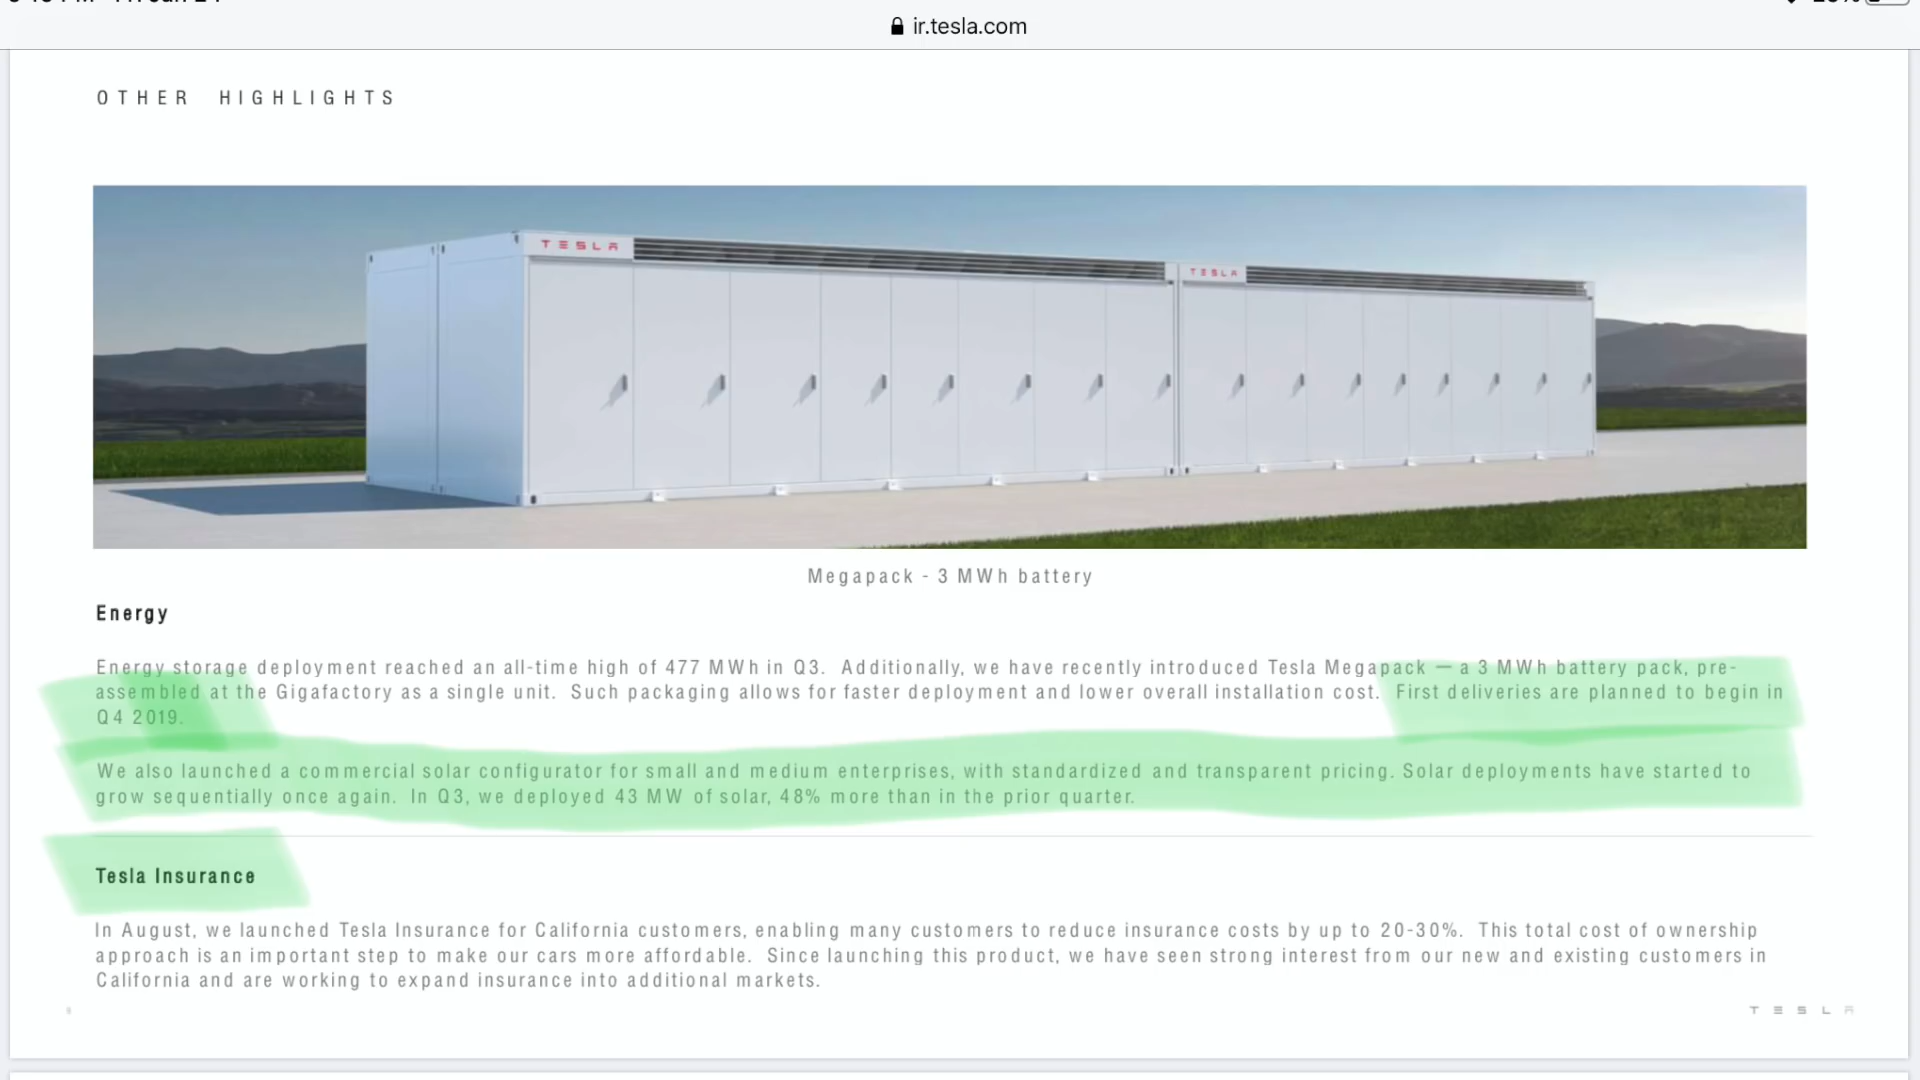 ir.tesla.com
OTHER HIGHLIGHTS
TESLA
TESLA
Megapack - 3 MWh battery
Energy
Energy storage deployment reached an all-time high of 477 MWh in Q3. Additionally, we have recently introduced Tesla Megapack — a 3 MWh battery pack, pre-
assembled at the Gigafactory as a single unit. Such packaging allows for faster deployment and lower overall installation cost. First deliveries are planned to begin in
Q4 2019.
We also launched a commercial solar configurator for small and medium enterprises, with standardized and transparent pricing. Solar deployments have started to
grow sequentially once again. In Q3, we deployed 43 MW of solar, 48% more than in the prior quarter.
Tesla Insurance
In August, we launched Tesla Insurance for California customers, enabling many customers to reduce insurance costs by up to 20-30%. This total cost of ownership
approach is an important step to make our cars more affordable. Since launching this product, we have seen strong interest from our new and existing customers in
California and are working to expand insurance into additional markets.
TESLA